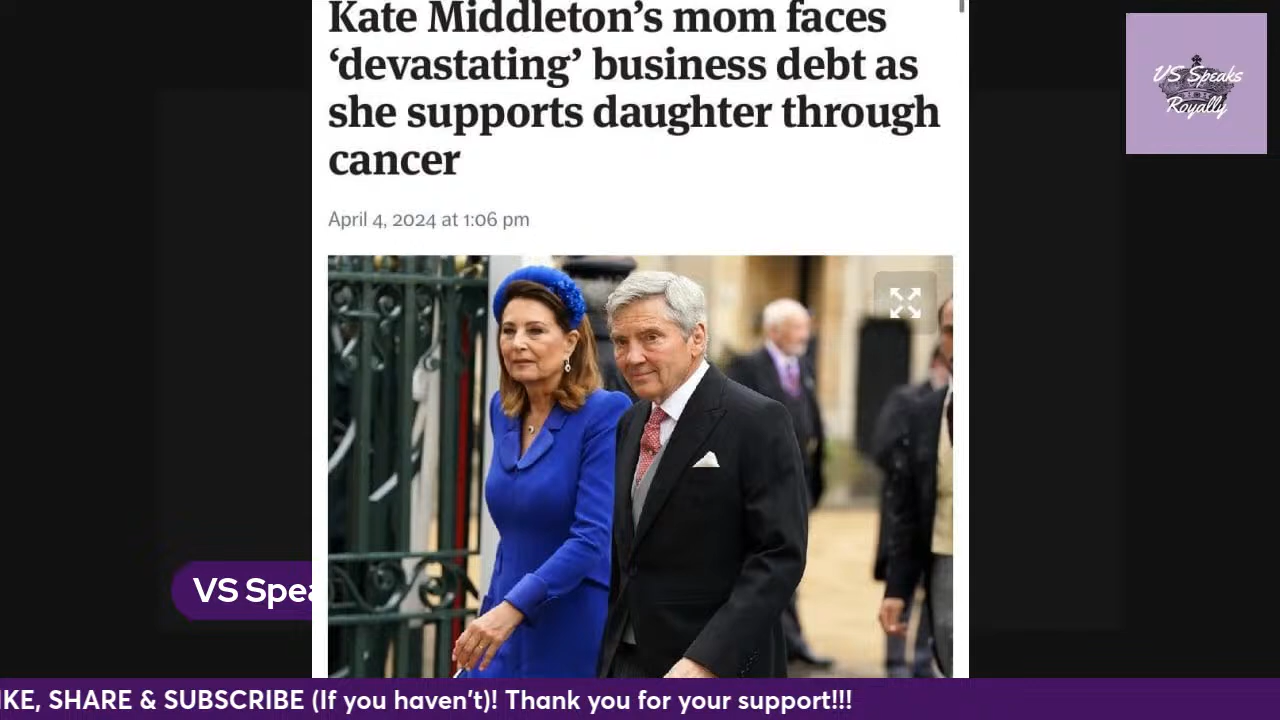 Kate Middleton's mom faces
‘devastating’ business debt as
she supports daughter through
cancer
April 4, 2024 at 1:06 pm
VS Speaks
Royally
VS Spea
IKE, SHARE & SUBSCRIBE (If you haven't)! Thank you for your support!!!